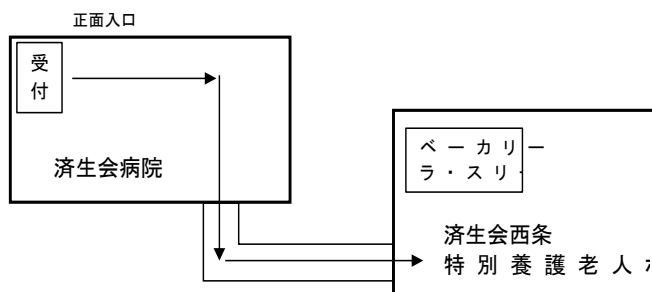 正面入口
受
付
済生会病院
ベーカリー
ラ・スリ
済生会西条
特別養護老人